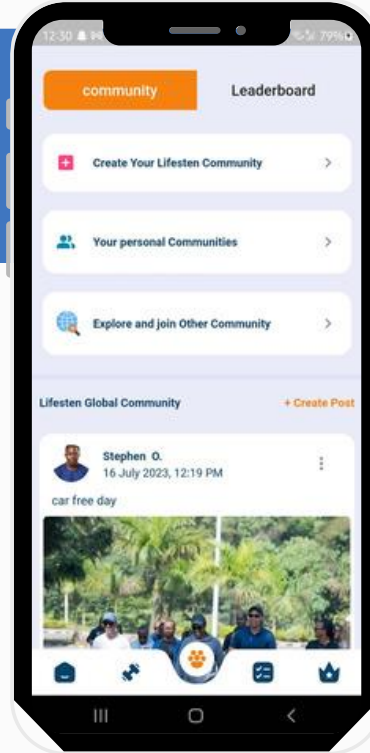 12:30
79%
community
Leaderboard
Create Your Lifesten Community
Your personal Communities
Explore and join Other Community
Lifesten Global Community
+ Create Post
Stephen O.
16 July 2023, 12:19 PM
car free day